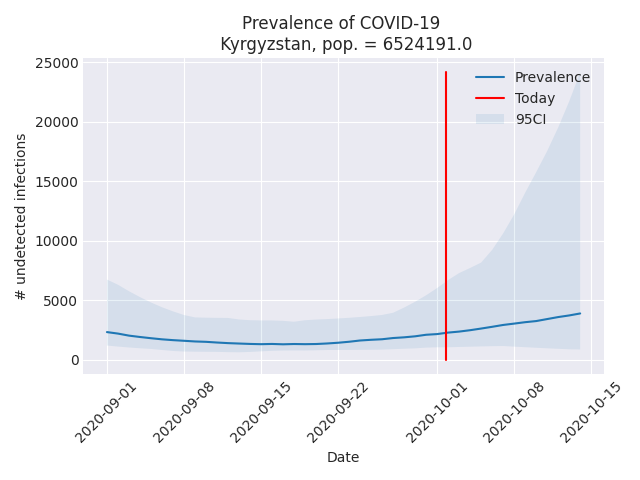 Prevalence of COVID-19
Kyrgyzstan, pop. = 6524191.0
# undetected infections
25000
20000
15000
10000
5000
0
Prevalence
Today
95CI
2020-09-01
2020-09-08
2020-09-15
2020-09-22
2020-10-01
2020-10-08
2020-10-15
Date